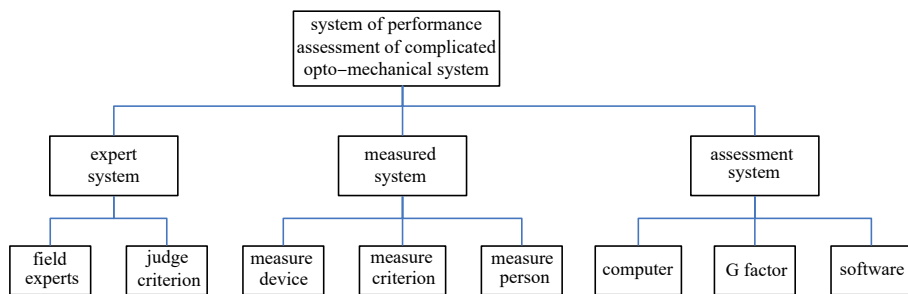 system of performance
assessment of complicated
opto−mechanical system
expert
system
measured
system
assessment
system
field
experts
judge
criterion
measure
device
measure
criterion
measure
person
computer
G factor
software